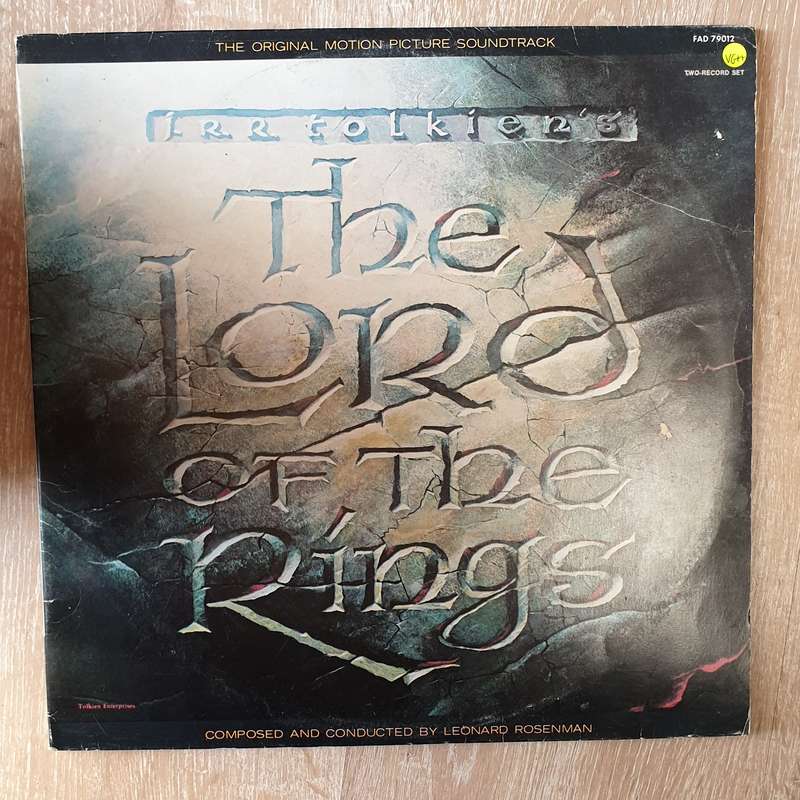 THE ORIGINAL MOTION PICTURE SOUNDTRACK
FAD 79012
VG++
TWO-RECORD SET
jrr tolkien's
The
Lord
of the
Rings
Tolkien Enterprises
COMPOSED AND CONDUCTED BY LEONARD ROSENMAN